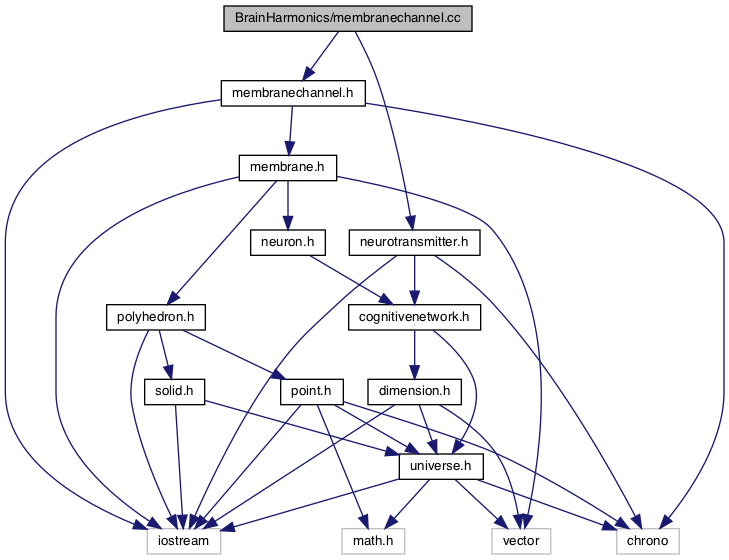 BrainHarmonics/membranechannel.cc
membranechannel.h
membrane.h
neuron.h
neurotransmitter.h
polyhedron.h
cognitivenetwork.h
solid.h
point.h
dimension.h
universe.h
iostream
math.h
vector
chrono